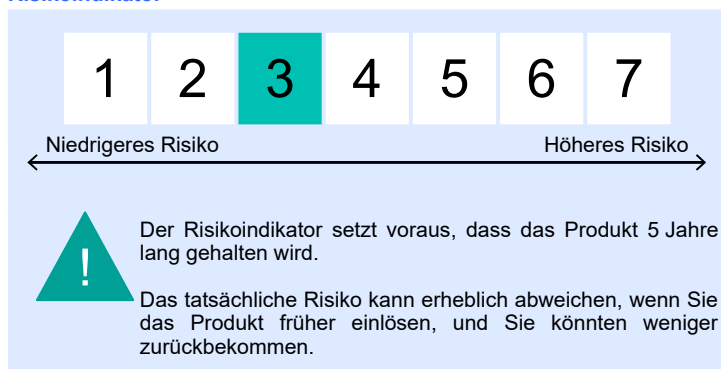 Risikoindikator
1 2 3 4 5 6 7
Niedrigeres Risiko Höheres Risiko
!
Der Risikoindikator setzt voraus, dass das Produkt 5 Jahre
lang gehalten wird.
Das tatsächliche Risiko kann erheblich abweichen, wenn Sie
das Produkt früher einlösen, und Sie könnten weniger
zurückbekommen.